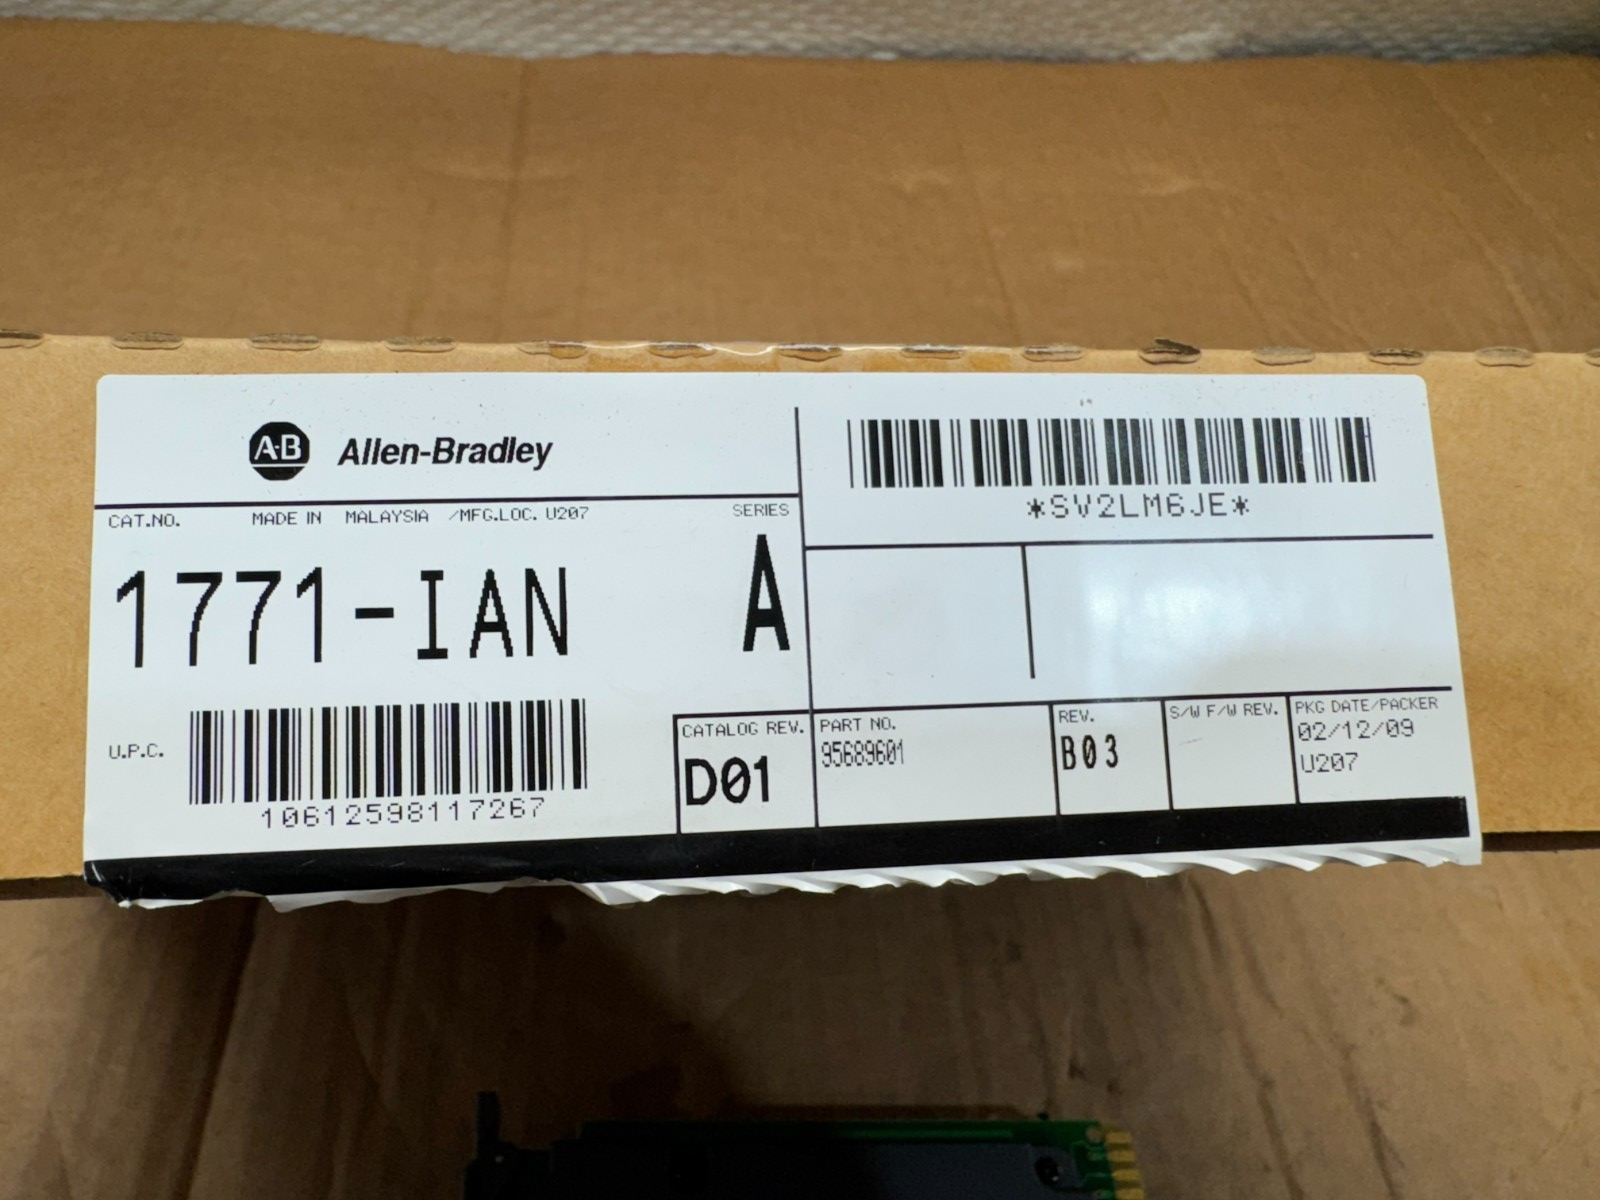 A-B Allen-Bradley
*SV2LM6JE*
CAT.NO. MADE IN MALAYSIA /MFG.LOC. U207 SERIES
1771-IAN A
U.P.C.
10612598117267
CATALOG REV.
D01
PART NO.
95689601
REV.
B03
S/W F/W REV.
PKG DATE/PACKER
02/12/09
U207